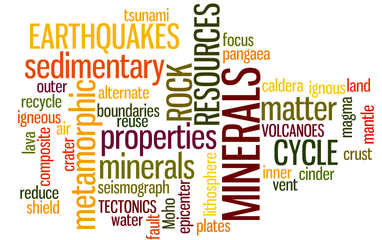 tsunami
EARTHQUAKES
sedimentary
outer
recycle
igneous
lava
air
composite
crater
metamorphic
alternate
boundaries
reuse
ROCK
RESOURCES
properties
minerals
seismograph
reduce
shield
TECTONICS
water
fault
Moho
epicenter
lithosphere
plates
focus
pangaea
MINERALS
caldera
ignous
land
matter
magma
mantle
VOLCANOES
CYCLE
crust
inner
cinder
vent